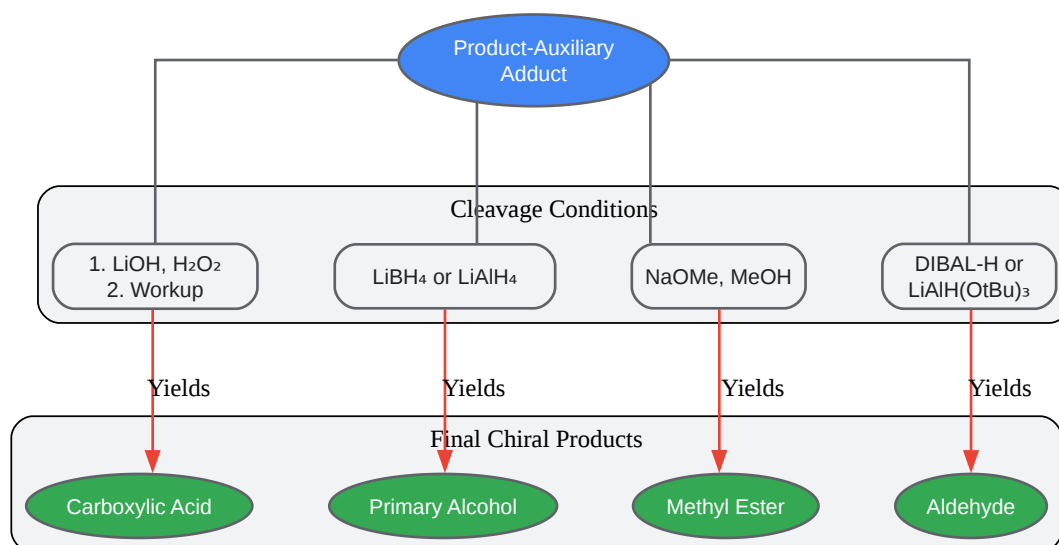 Product-Auxiliary
Adduct
Cleavage Conditions
1. LiOH, H₂O₂
2. Workup
LiBH₄ or LiAlH₄
NaOMe, MeOH
DIBAL-H or
LiAlH(OtBu)₃
Yields
Yields
Yields
Yields
Final Chiral Products
Carboxylic Acid
Primary Alcohol
Methyl Ester
Aldehyde